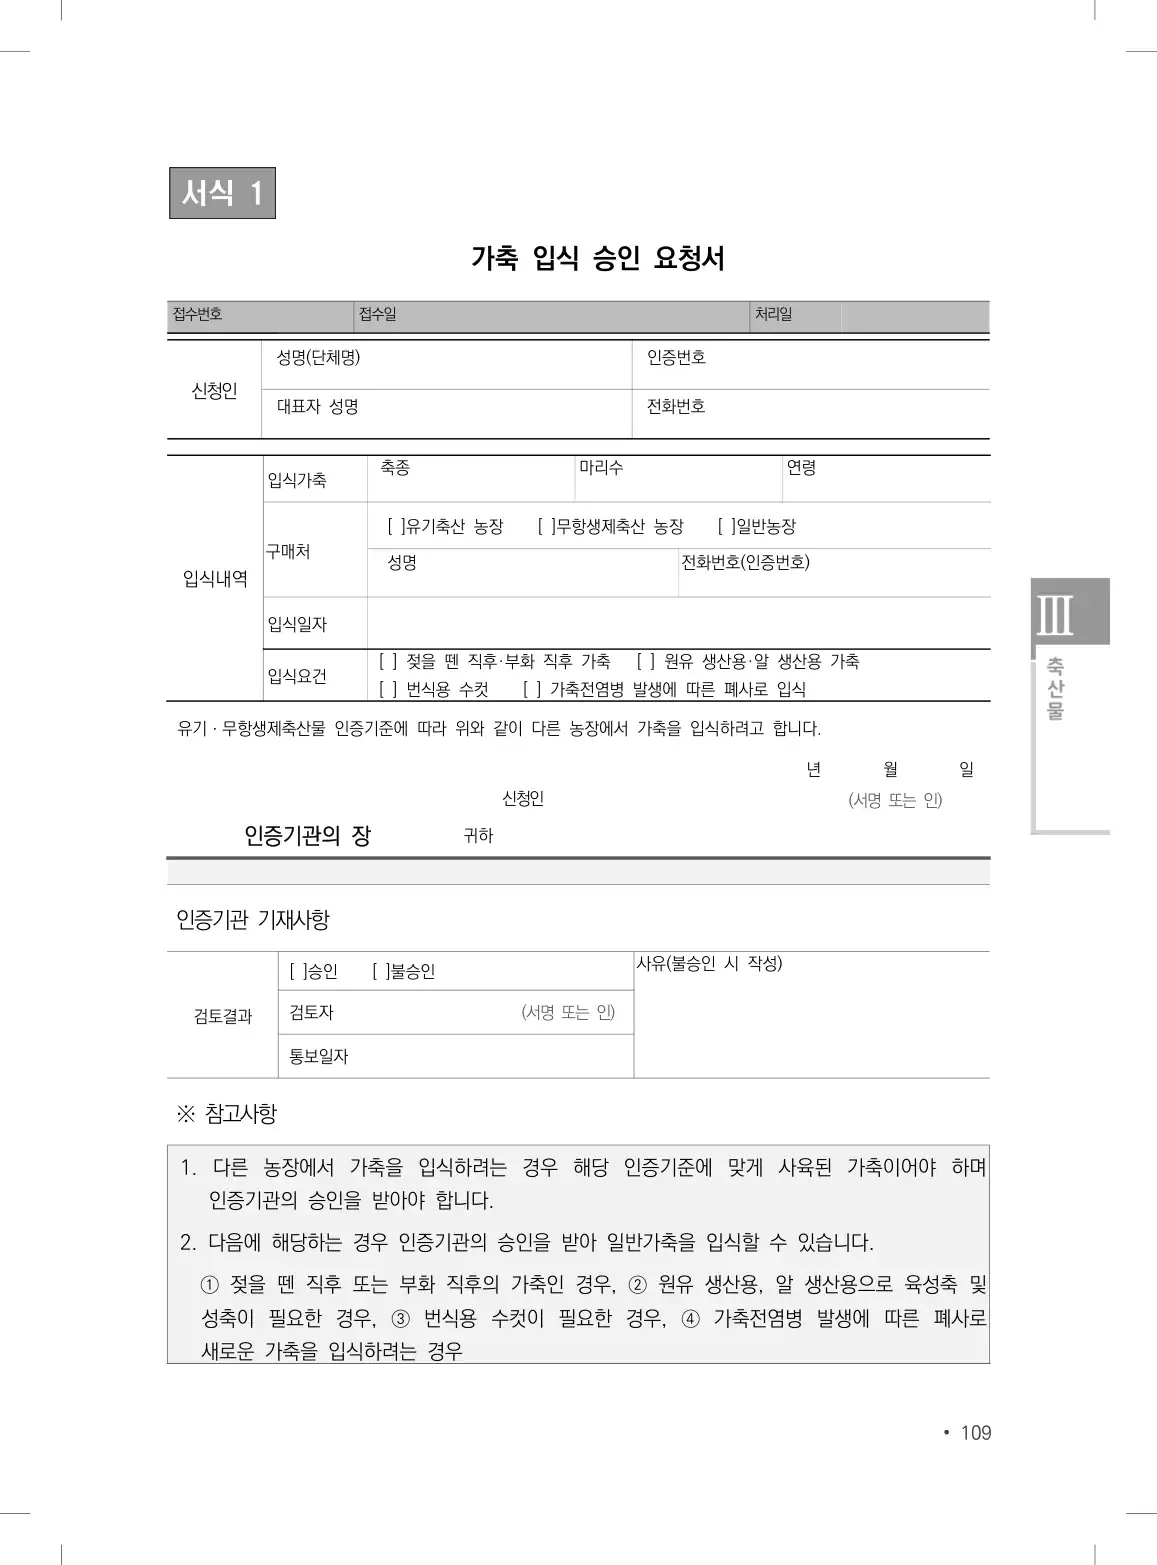 서식 1
가축 입식 승인 요청서
접수번호 접수일 처리일
신청인 성명(단체명) 인증번호
대표자 성명 전화번호
입식내역 입식가축 축종 마리수 연령
구매처 [ ]유기축산 농장 [ ]무항생제축산 농장 [ ]일반농장
성명 전화번호(인증번호)
입식일자
입식요건 [ ] 젖을 뗀 직후·부화 직후 가축 [ ] 원유 생산용·알 생산용 가축
[ ] 번식용 수컷 [ ] 가축전염병 발생에 따른 폐사로 입식
유기·무항생제축산물 인증기준에 따라 위와 같이 다른 농장에서 가축을 입식하려고 합니다.
년 월 일
신청인 (서명 또는 인)
인증기관의 장 귀하
인증기관 기재사항
검토결과 [ ]승인 [ ]불승인 사유(불승인 시 작성)
검토자 (서명 또는 인)
통보일자
※ 참고사항
1. 다른 농장에서 가축을 입식하려는 경우 해당 인증기준에 맞게 사육된 가축이어야 하며
인증기관의 승인을 받아야 합니다.
2. 다음에 해당하는 경우 인증기관의 승인을 받아 일반가축을 입식할 수 있습니다.
① 젖을 뗀 직후 또는 부화 직후의 가축인 경우, ② 원유 생산용, 알 생산용으로 육성축 및
성축이 필요한 경우, ③ 번식용 수컷이 필요한 경우, ④ 가축전염병 발생에 따른 폐사로
새로운 가축을 입식하려는 경우
Ⅲ
축산물
• 109